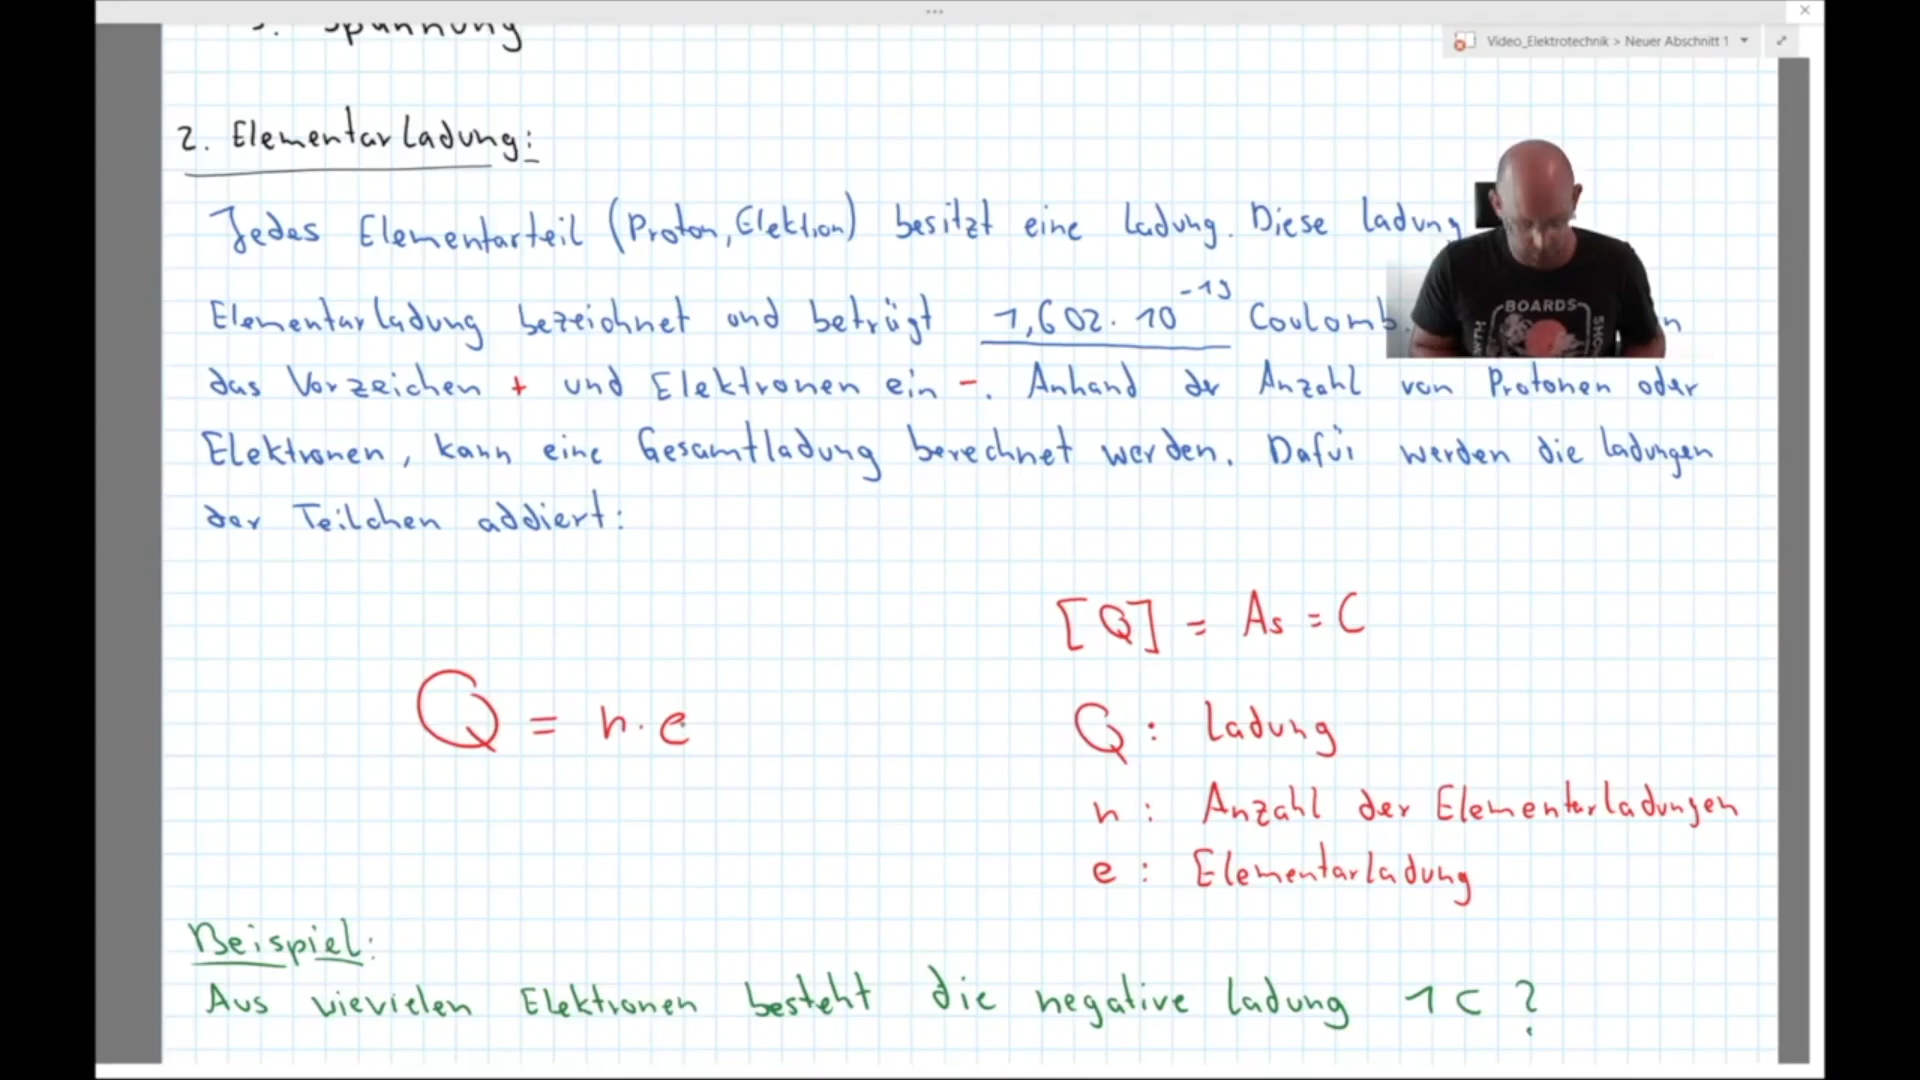 Spannung
Video_Elektrotechnik > Neuer Abschnitt 1
2. Elementarladung:
Jedes Elementarteil (Proton, Elektron) besitzt eine Ladung. Diese Ladung
Elementarladung bezeichnet und beträgt 1,602 · 10⁻¹⁹ Coulomb.
das Vorzeichen + und Elektronen ein -. Anhand der Anzahl von Protonen oder
Elektronen, kann eine Gesamtladung berechnet werden. Dafür werden die Ladungen
der Teilchen addiert:
[Q] = As = C
Q = n · e
Q: Ladung
n: Anzahl der Elementarladungen
e: Elementarladung
Beispiel:
Aus vievielen Elektronen besteht die negative Ladung 1 C ?
BOARDS